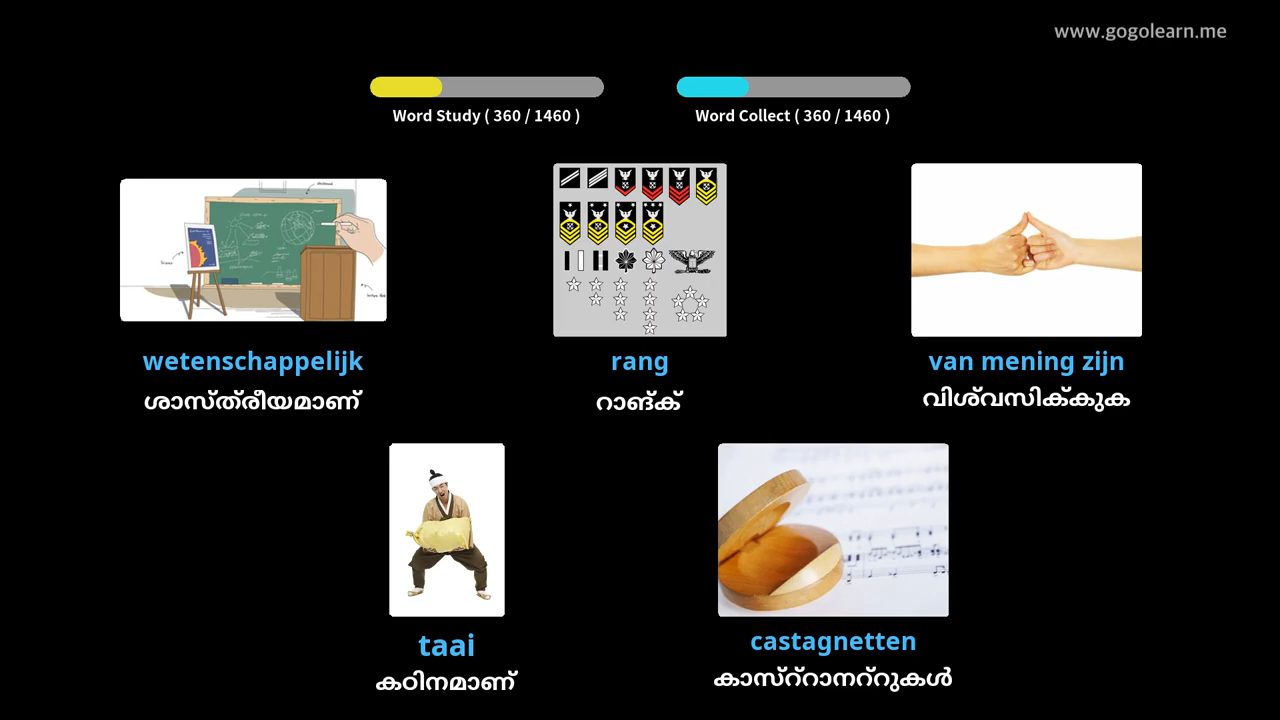 www.gogolearn.me
Word Study ( 360 / 1460 )
Word Collect ( 360 / 1460 )
wetenschappelijk
ശാസ്ത്രീയമാണ്
rang
റാങ്ക്
van mening zijn
വിശ്വസിക്കുക
taai
കഠിനമാണ്
castagnetten
കാസ്റ്റാനറ്റുകൾ